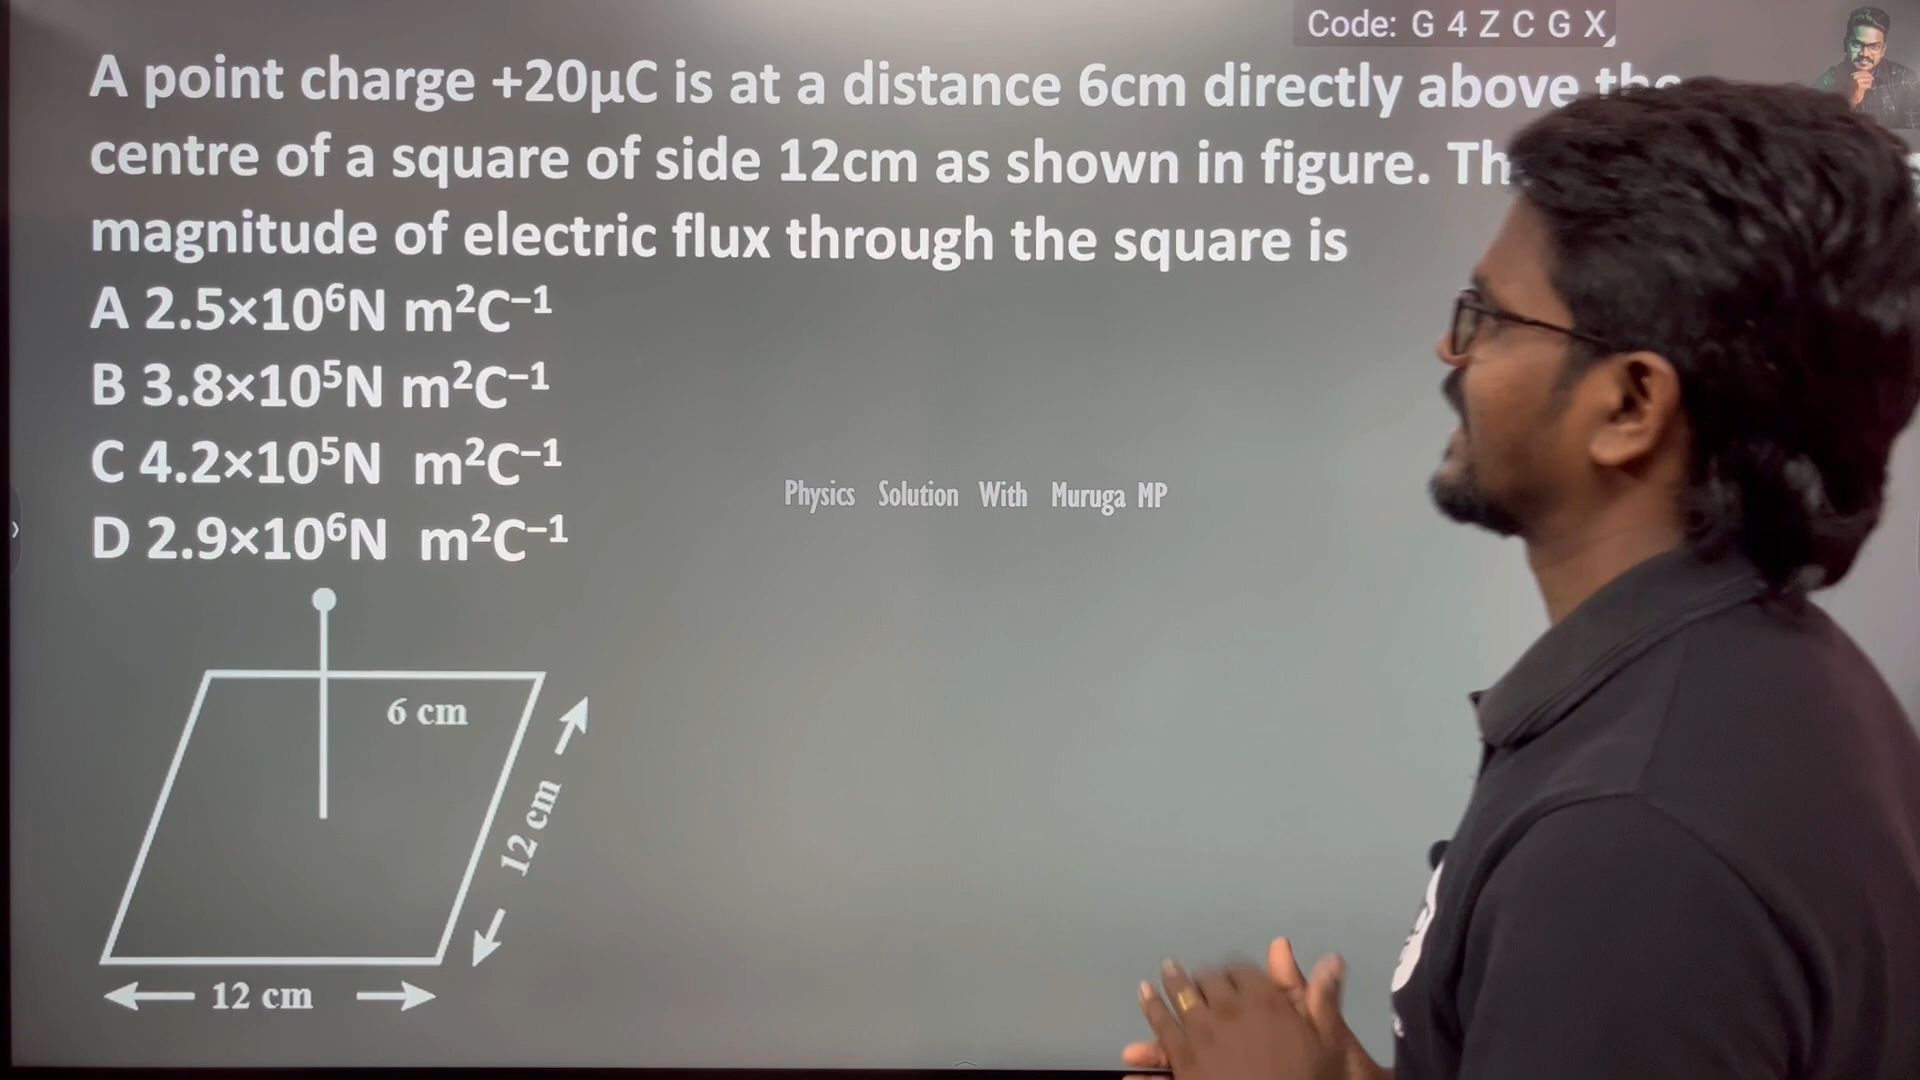 Code: G 4 Z C G X
A point charge +20μC is at a distance 6cm directly above the
centre of a square of side 12cm as shown in figure.
magnitude of electric flux through the square is
A 2.5×10⁶N m²C⁻¹
B 3.8×10⁵N m²C⁻¹
C 4.2×10⁵N m²C⁻¹
D 2.9×10⁶N m²C⁻¹
Physics Solution With Muruga MP
6 cm
12 cm
12 cm